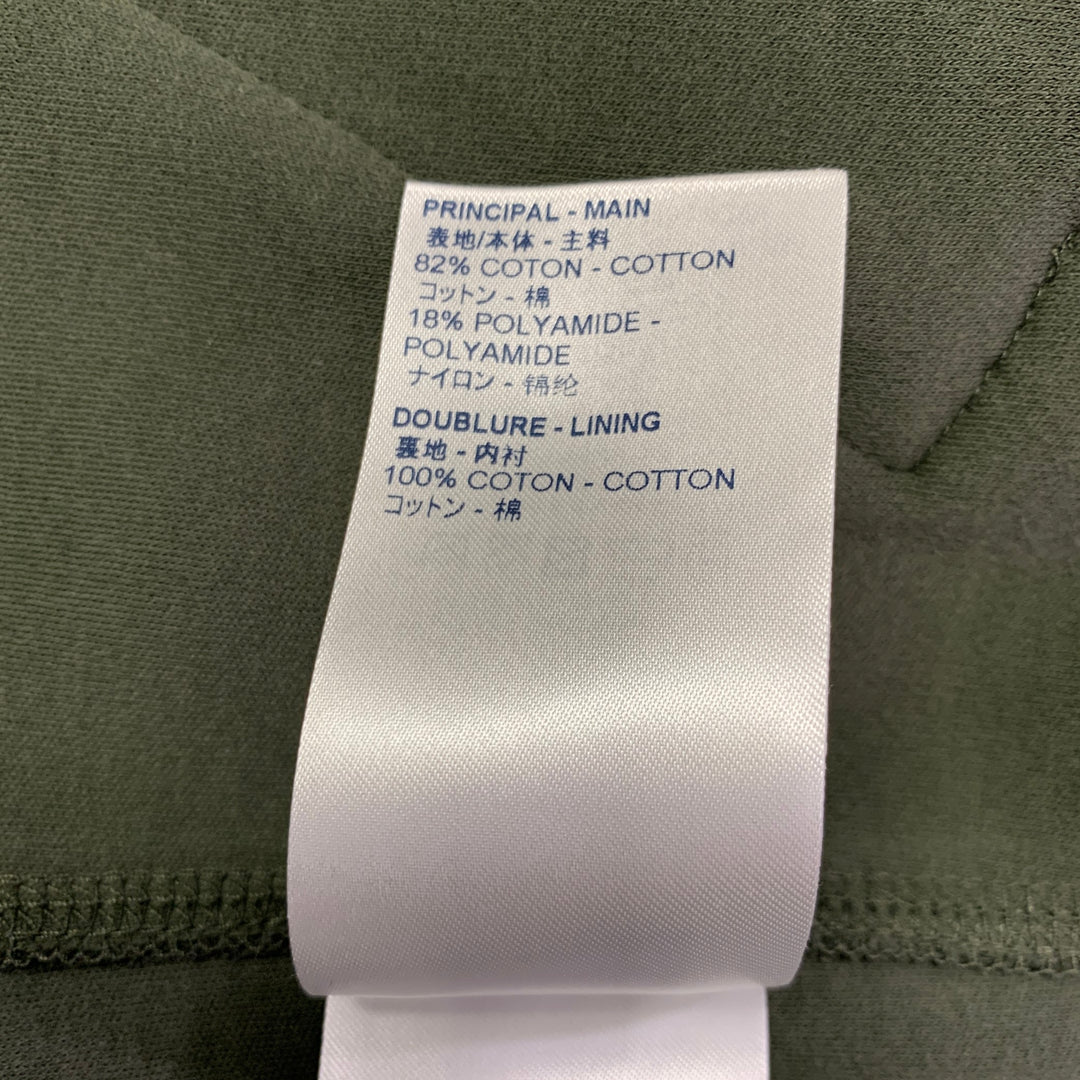 PRINCIPAL - MAIN
表地/本体 - 主料
82% COTON - COTTON
コットン - 棉
18% POLYAMIDE -
POLYAMIDE
ナイロン - 锦纶
DOUBLURE - LINING
裏地 - 内衬
100% COTON - COTTON
コットン - 棉